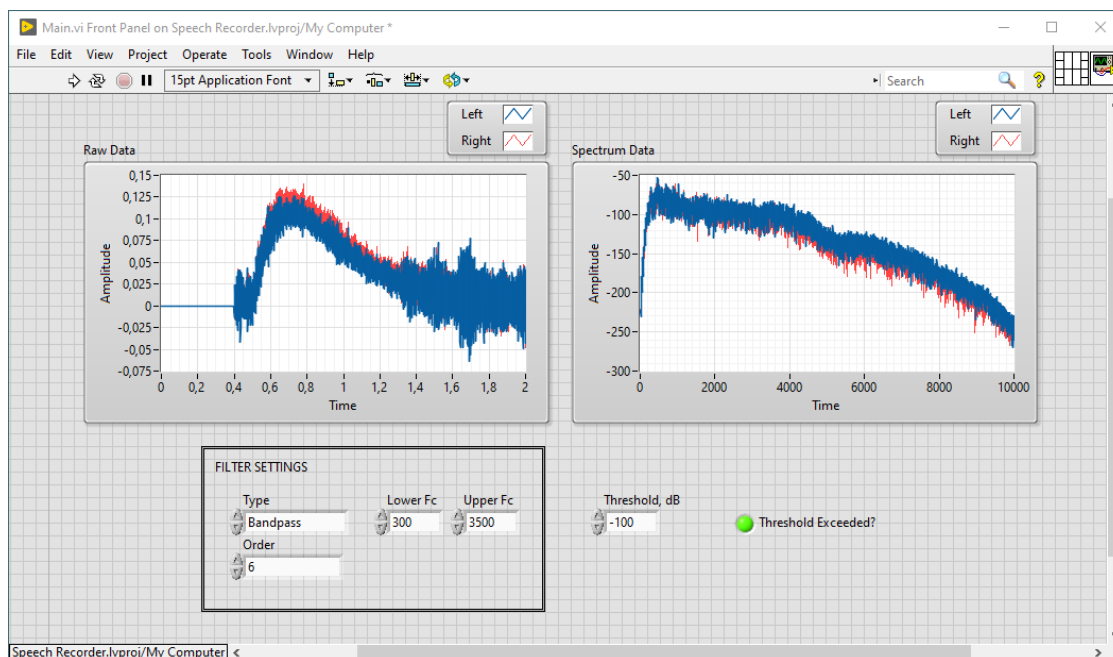 Main.vi Front Panel on Speech Recorder.lvproj/My Computer *
File Edit View Project Operate Tools Window Help
15pt Application Font
Search
?
Left
Right
Raw Data
0,15
0,125
0,1
0,075
0,05
0,025
0
-0,025
-0,05
-0,075
Amplitude
0 0,2 0,4 0,6 0,8 1 1,2 1,4 1,6 1,8 2
Time
Left
Right
Spectrum Data
-50
-100
-150
-200
-250
-300
Amplitude
0 2000 4000 6000 8000 10000
Time
FILTER SETTINGS
Type
Bandpass
Lower Fc
300
Upper Fc
3500
Order
6
Threshold, dB
-100
Threshold Exceeded?
Speech Recorder.lvproj/My Computer